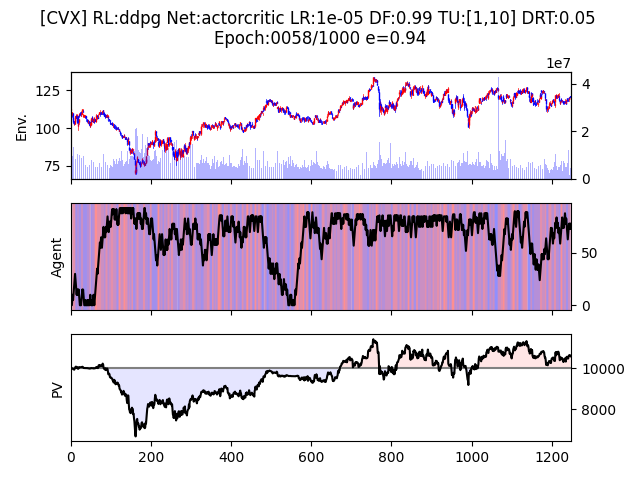 [CVX] RL:ddpg Net:actorcritic LR:1e-05 DF:0.99 TU:[1,10] DRT:0.05
Epoch:0058/1000 e=0.94
1e7
125
100
75
Env.
4
2
0
Agent
50
0
PV
10000
8000
0
200
400
600
800
1000
1200